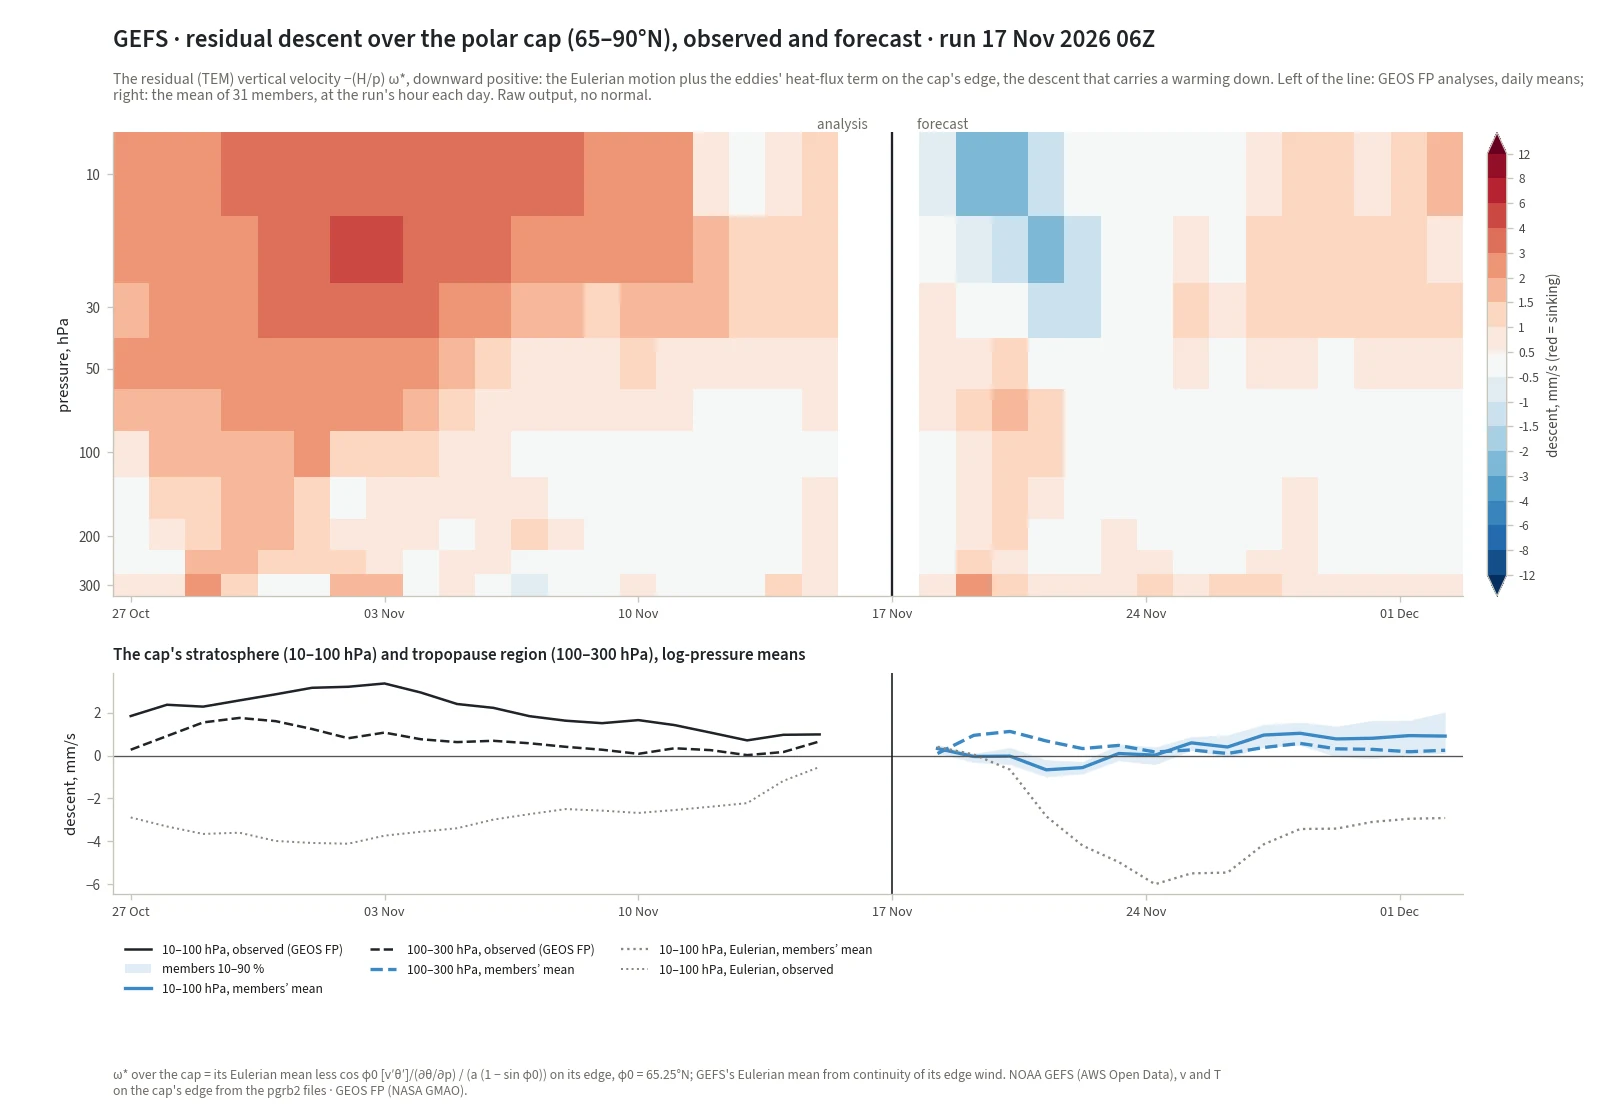 GEFS · residual descent over the polar cap (65–90°N), observed and forecast · run 17 Nov 2026 06Z
The residual (TEM) vertical velocity −(H/p) ω*, downward positive: the Eulerian motion plus the eddies' heat-flux term on the cap's edge, the descent that carries a warming down. Left of the line: GEOS FP analyses, daily means;
right: the mean of 31 members, at the run's hour each day. Raw output, no normal.
analysis
forecast
pressure, hPa
10
30
50
100
200
300
27 Oct
03 Nov
10 Nov
17 Nov
24 Nov
01 Dec
12
8
6
4
3
2
1.5
1
0.5
-0.5
-1
-1.5
-2
-3
-4
-6
-8
-12
descent, mm/s (red = sinking)
The cap's stratosphere (10–100 hPa) and tropopause region (100–300 hPa), log-pressure means
descent, mm/s
2
0
−2
−4
−6
27 Oct
03 Nov
10 Nov
17 Nov
24 Nov
01 Dec
10–100 hPa, observed (GEOS FP)
members 10–90 %
10–100 hPa, members’ mean
100–300 hPa, observed (GEOS FP)
100–300 hPa, members’ mean
10–100 hPa, Eulerian, members’ mean
10–100 hPa, Eulerian, observed
ω* over the cap = its Eulerian mean less cos φ0 [v′θ′]/(∂θ/∂p) / (a (1 − sin φ0)) on its edge, φ0 = 65.25°N; GEFS's Eulerian mean from continuity of its edge wind. NOAA GEFS (AWS Open Data), v and T
on the cap's edge from the pgrb2 files · GEOS FP (NASA GMAO).